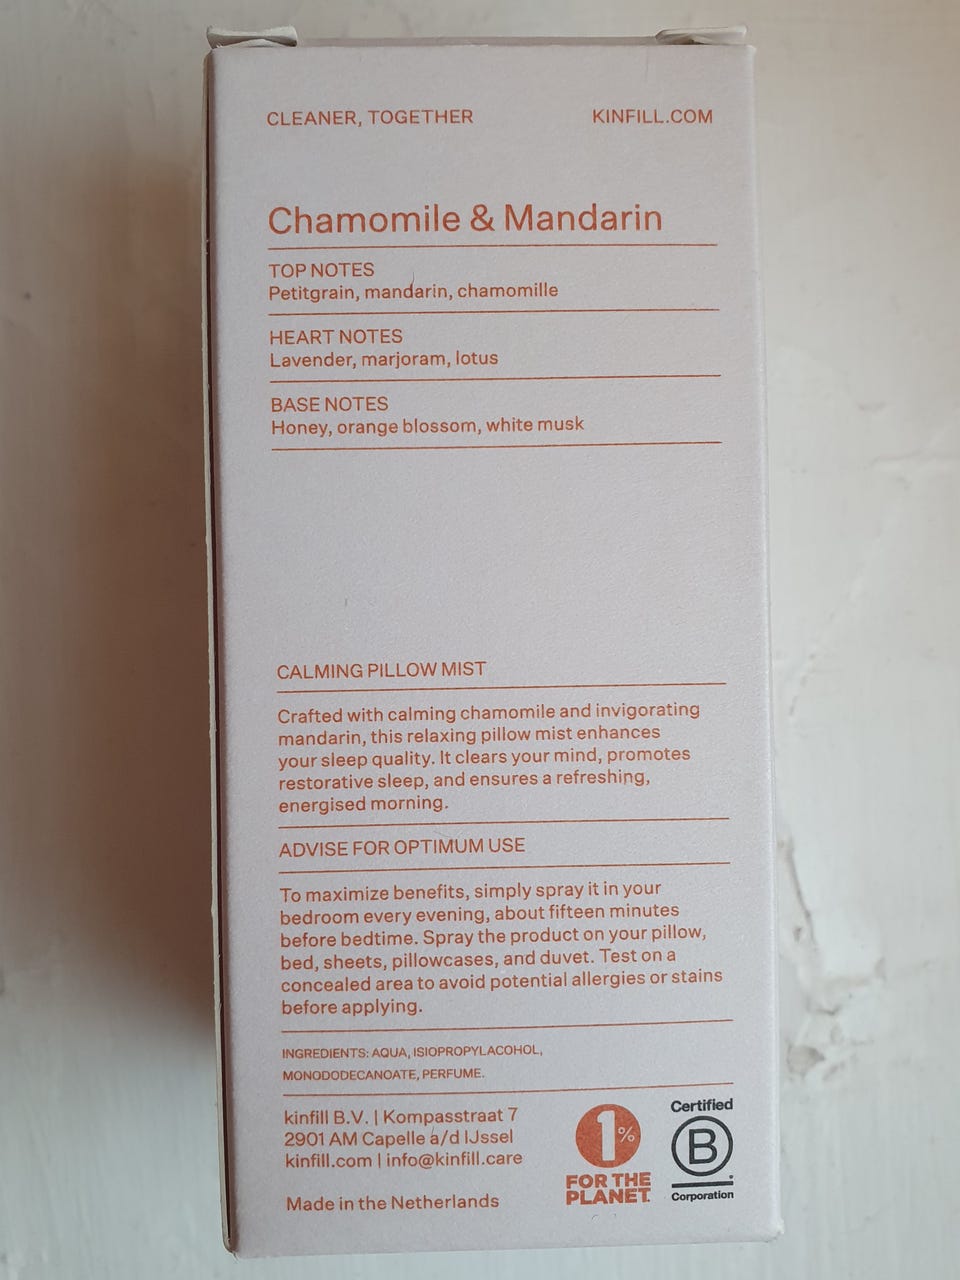 CLEANER, TOGETHER KINFILL.COM
Chamomile & Mandarin
TOP NOTES
Petitgrain, mandarin, chamomille
HEART NOTES
Lavender, marjoram, lotus
BASE NOTES
Honey, orange blossom, white musk
CALMING PILLOW MIST
Crafted with calming chamomile and invigorating
mandarin, this relaxing pillow mist enhances
your sleep quality. It clears your mind, promotes
restorative sleep, and ensures a refreshing,
energised morning.
ADVISE FOR OPTIMUM USE
To maximize benefits, simply spray it in your
bedroom every evening, about fifteen minutes
before bedtime. Spray the product on your pillow,
bed, sheets, pillowcases, and duvet. Test on a
concealed area to avoid potential allergies or stains
before applying.
INGREDIENTS: AQUA, ISIOPROPYLACOHOL,
MONODODECANOATE, PERFUME.
kinfill B.V. | Kompasstraat 7
2901 AM Capelle a/d IJssel
kinfill.com | info@kinfill.care
Made in the Netherlands
1%
FOR THE
PLANET
Certified
B
Corporation